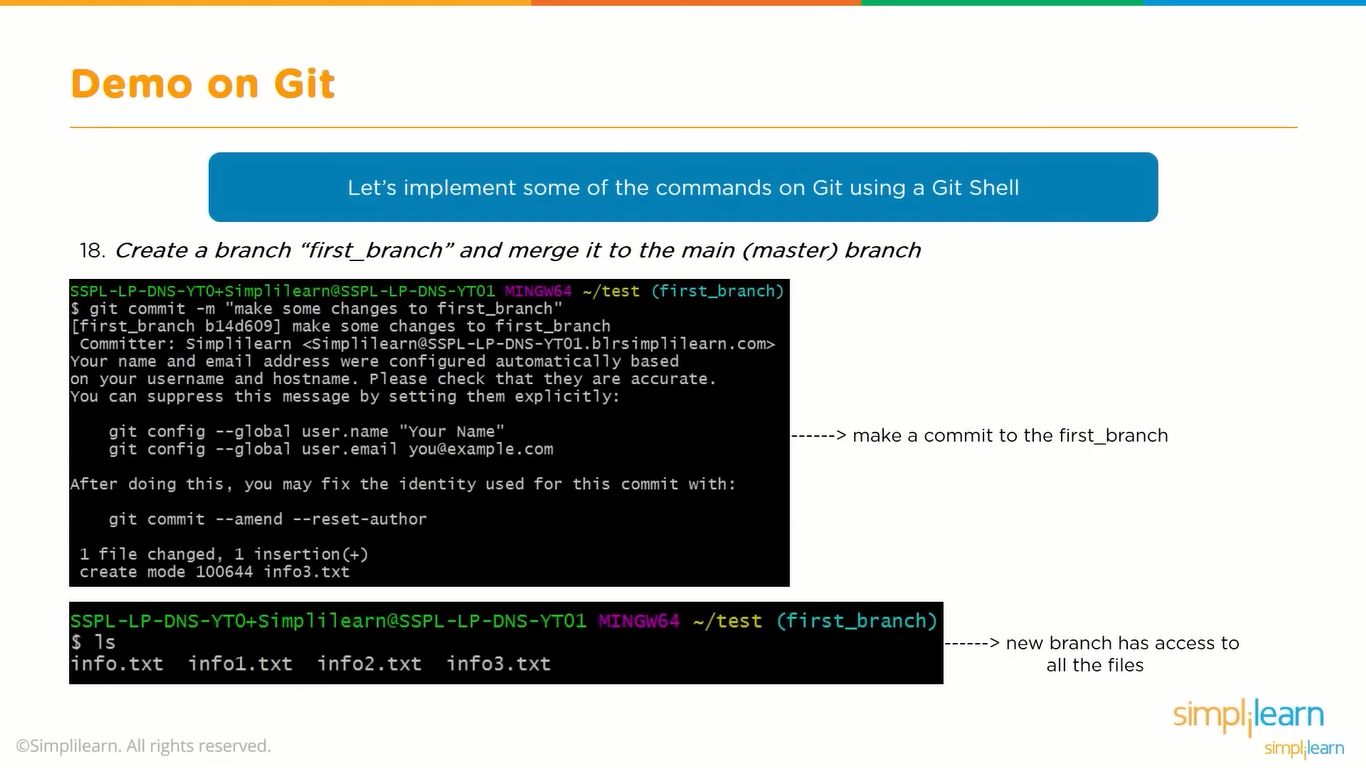 Demo on Git
Let’s implement some of the commands on Git using a Git Shell
18. Create a branch “first_branch” and merge it to the main (master) branch
SSPL-LP-DNS-YT0+Simplilearn@SSPL-LP-DNS-YT01 MINGW64 ~/test (first_branch)
$ git commit -m "make some changes to first_branch"
[first_branch b14d609] make some changes to first_branch
Committer: Simplilearn <Simplilearn@SSPL-LP-DNS-YT01.blrsimplilearn.com>
Your name and email address were configured automatically based
on your username and hostname. Please check that they are accurate.
You can suppress this message by setting them explicitly:
git config --global user.name "Your Name"
git config --global user.email you@example.com
After doing this, you may fix the identity used for this commit with:
git commit --amend --reset-author
1 file changed, 1 insertion(+)
create mode 100644 info3.txt
------> make a commit to the first_branch
SSPL-LP-DNS-YT0+Simplilearn@SSPL-LP-DNS-YT01 MINGW64 ~/test (first_branch)
$ ls
info.txt info1.txt info2.txt info3.txt
------> new branch has access to
all the files
simplilearn
©Simplilearn. All rights reserved.
simplilearn